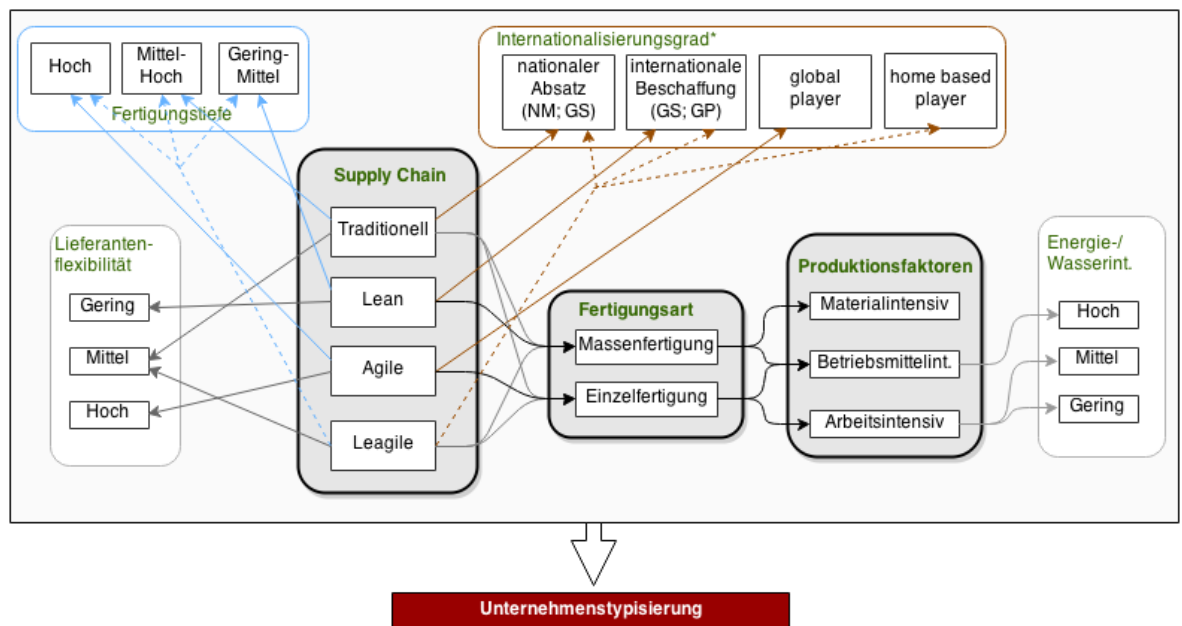 Hoch
Mittel-
Hoch
Gering-
Mittel
Fertigungstiefe
Internationalisierungsgrad*
nationaler
Absatz
(NM; GS)
internationale
Beschaffung
(GS; GP)
global
player
home based
player
Lieferanten-
flexibilität
Gering
Mittel
Hoch
Supply Chain
Traditionell
Lean
Agile
Leagile
Fertigungsart
Massenfertigung
Einzelfertigung
Produktionsfaktoren
Materialintensiv
Betriebsmittelint.
Arbeitsintensiv
Energie-/
Wasserint.
Hoch
Mittel
Gering
Unternehmenstypisierung